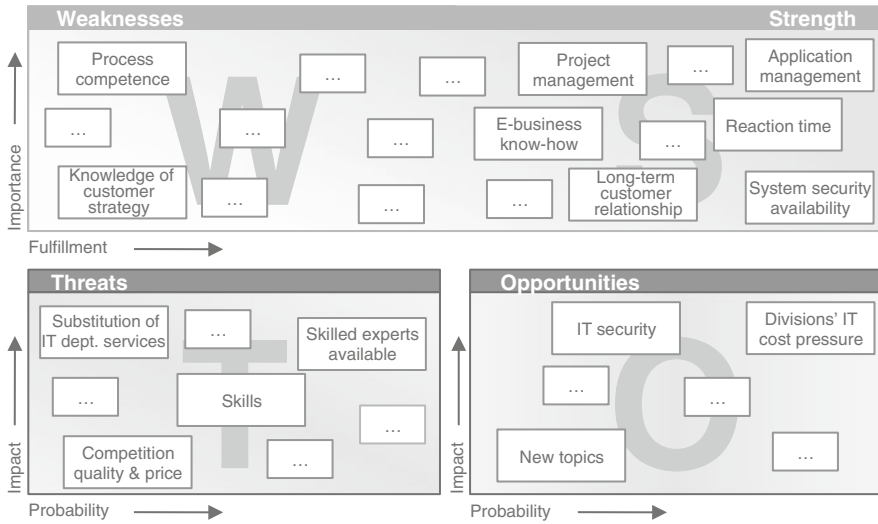 Weaknesses
Strength
Process
competence
…
…
Project
management
…
Application
management
…
…
…
E-business
know-how
…
Reaction time
Knowledge of
customer
strategy
…
…
…
Long-term
customer
relationship
System security
availability
Importance
Fulfillment
Threats
Substitution of
IT dept. services
…
Skilled experts
available
…
Skills
…
Competition
quality & price
…
Impact
Probability
Opportunities
IT security
Divisions' IT
cost pressure
…
…
New topics
…
Impact
Probability
W
S
T
O